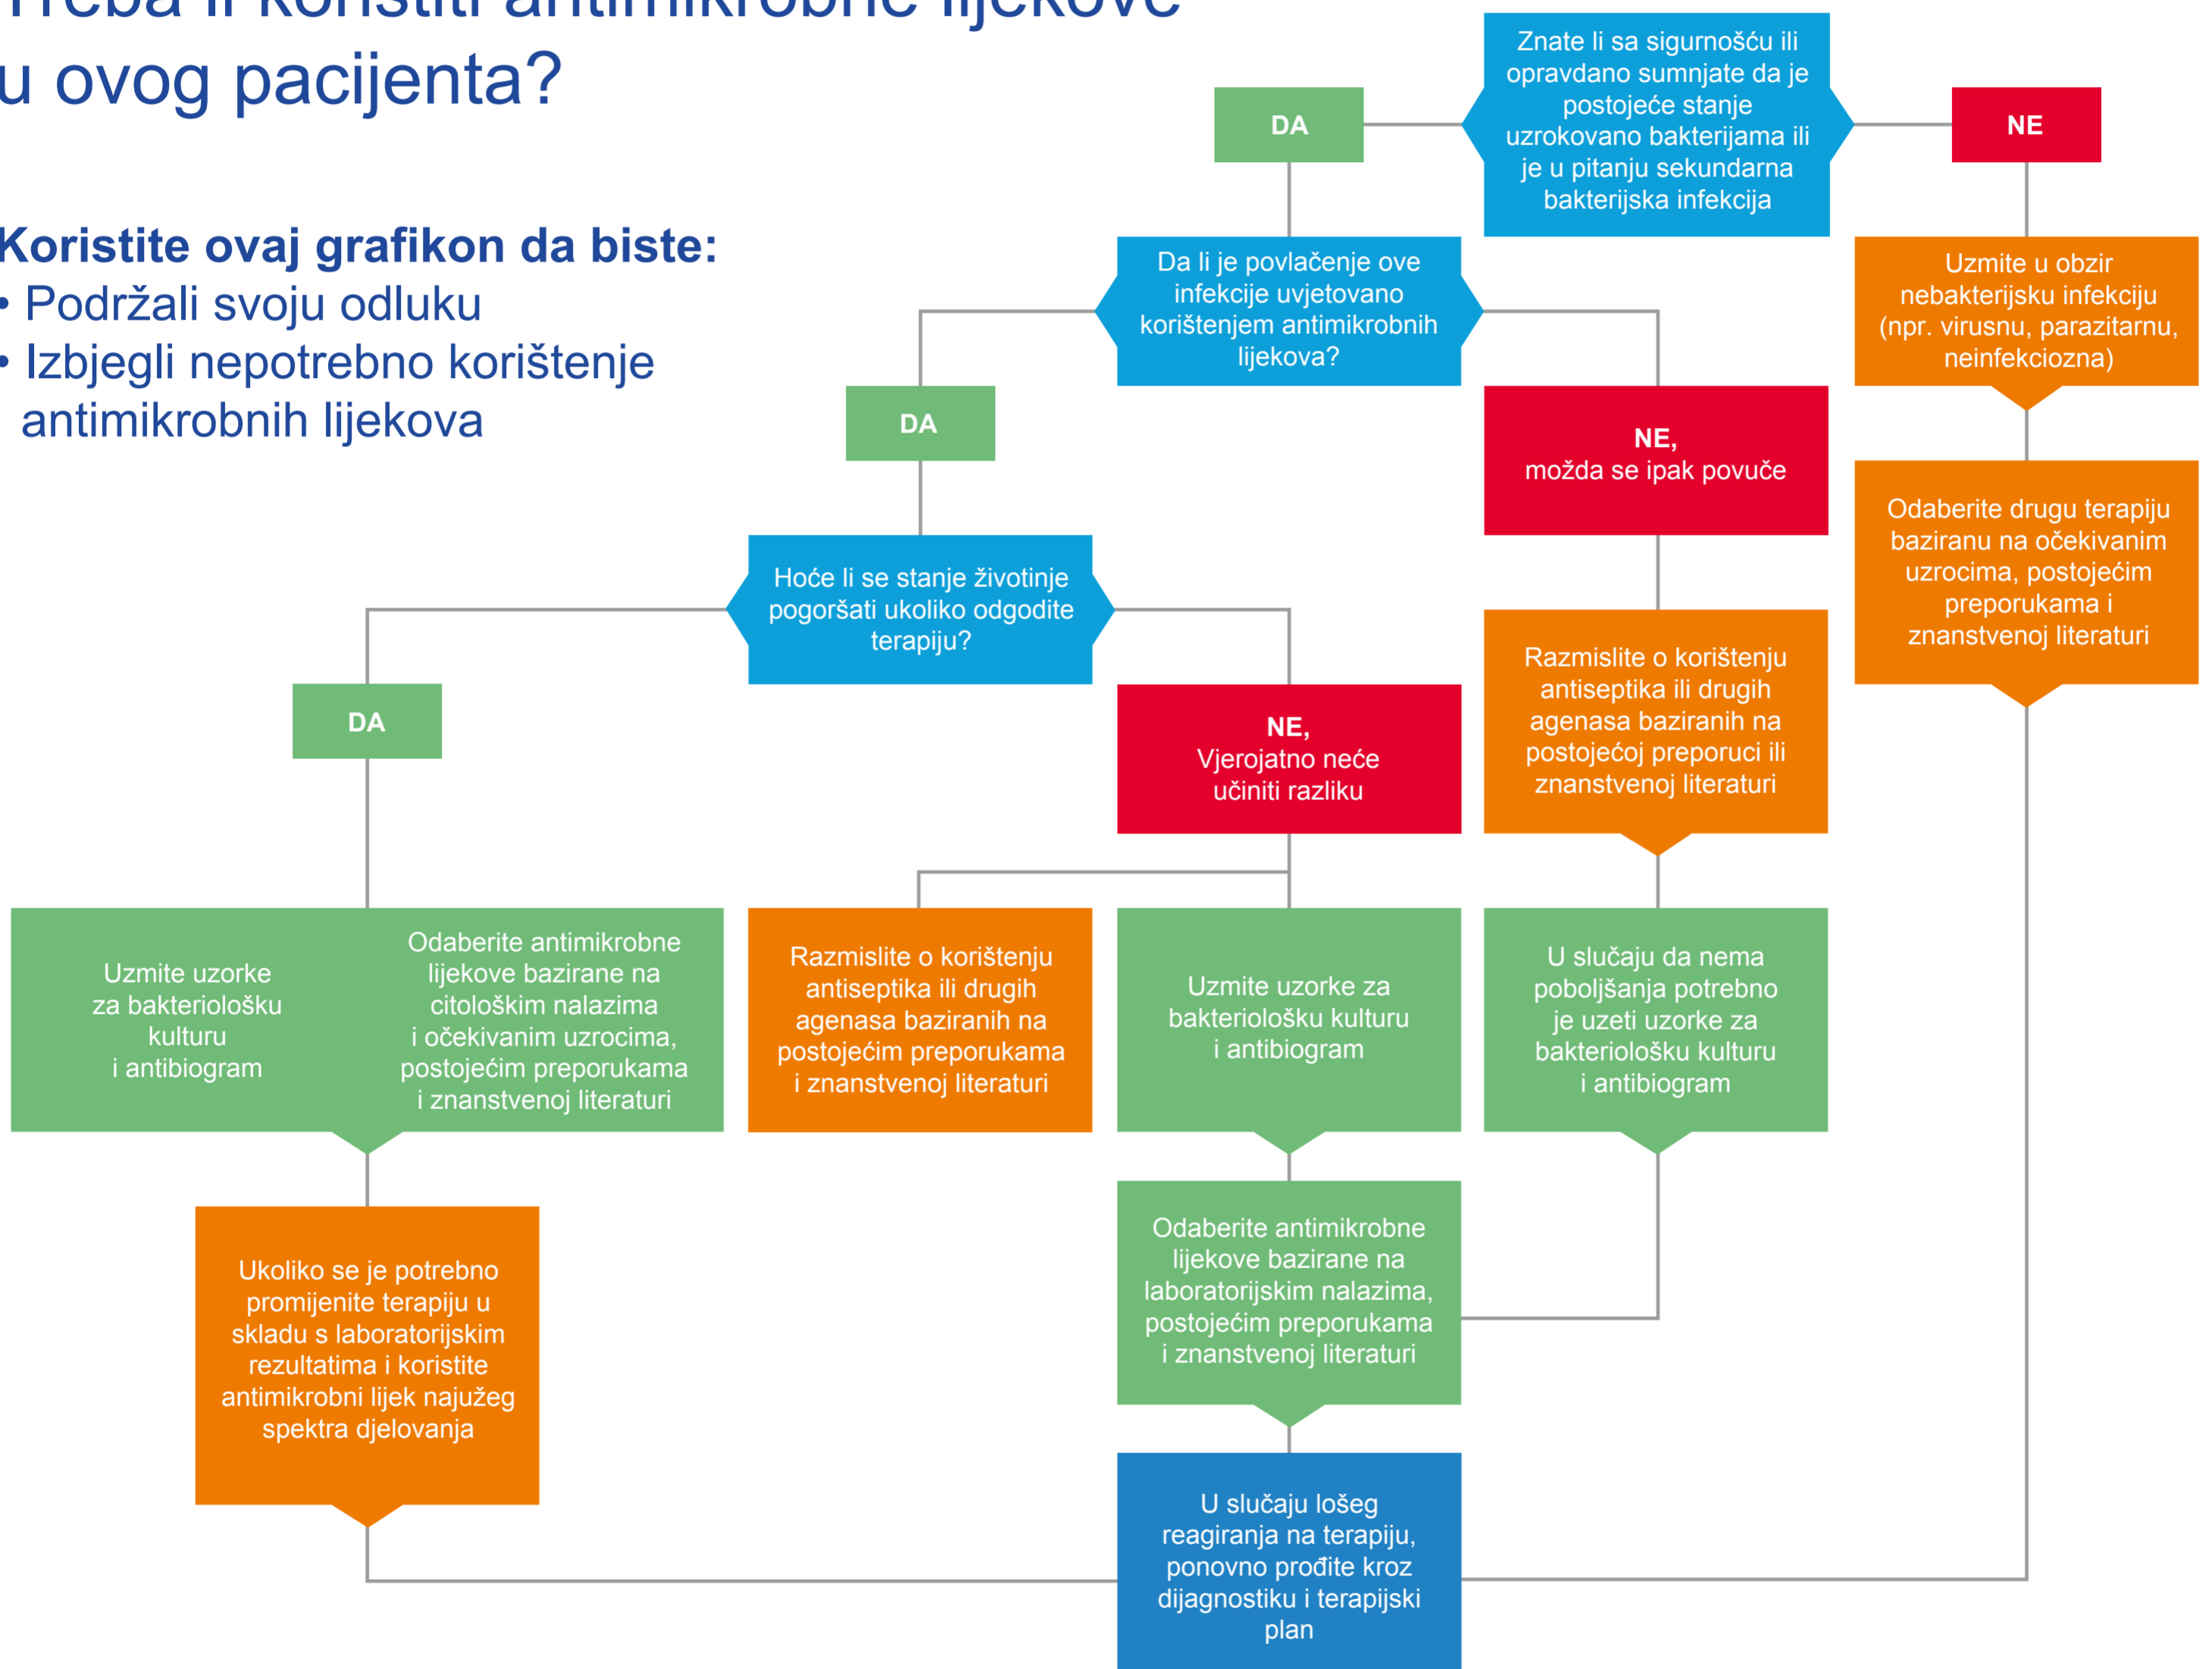 Treba li koristiti antimikrobne lijekove
u ovog pacijenta?
Koristite ovaj grafikon da biste:
• Podržali svoju odluku
• Izbjegli nepotrebno korištenje
antimikrobnih lijekova
Znate li sa sigurnošću ili
opravdano sumnjate da je
postojeće stanje
uzrokovano bakterijama ili
je u pitanju sekundarna
bakterijska infekcija
DA
NE
Da li je povlačenje ove
infekcije uvjetovano
korištenjem antimikrobnih
lijekova?
Uzmite u obzir
nebakterijsku infekciju
(npr. virusnu, parazitarnu,
neinfekciozna)
DA
NE,
možda se ipak povuče
Odaberite drugu terapiju
baziranu na očekivanim
uzrocima, postojećim
preporukama i
znanstvenoj literaturi
Hoće li se stanje životinje
pogoršati ukoliko odgodite
terapiju?
Razmislite o korištenju
antiseptika ili drugih
agenasa baziranih na
postojećoj preporuci ili
znanstvenoj literaturi
DA
NE,
Vjerojatno neće
učiniti razliku
Uzmite uzorke
za bakteriološku
kulturu
i antibiogram
Odaberite antimikrobne
lijekove bazirane na
citološkim nalazima
i očekivanim uzrocima,
postojećim preporukama
i znanstvenoj literaturi
Razmislite o korištenju
antiseptika ili drugih
agenasa baziranih na
postojećim preporukama
i znanstvenoj literaturi
Uzmite uzorke za
bakteriološku kulturu
i antibiogram
U slučaju da nema
poboljšanja potrebno
je uzeti uzorke za
bakteriološku kulturu
i antibiogram
Odaberite antimikrobne
lijekove bazirane na
laboratorijskim nalazima,
postojećim preporukama
i znanstvenoj literaturi
Ukoliko se je potrebno
promijenite terapiju u
skladu s laboratorijskim
rezultatima i koristite
antimikrobni lijek najužeg
spektra djelovanja
U slučaju lošeg
reagiranja na terapiju,
ponovno prođite kroz
dijagnostiku i terapijski
plan